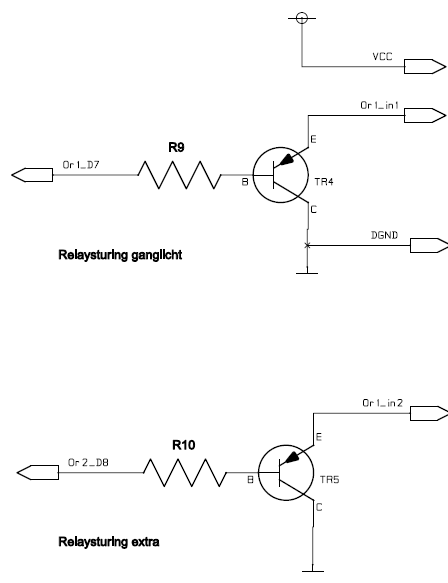 VCC
Or1_in1
E
R9
Or1_D7
B
TR4
C
DGND
Relaysturing ganglicht
Or1_in2
E
R10
Or2_D8
B
TR5
C
Relaysturing extra